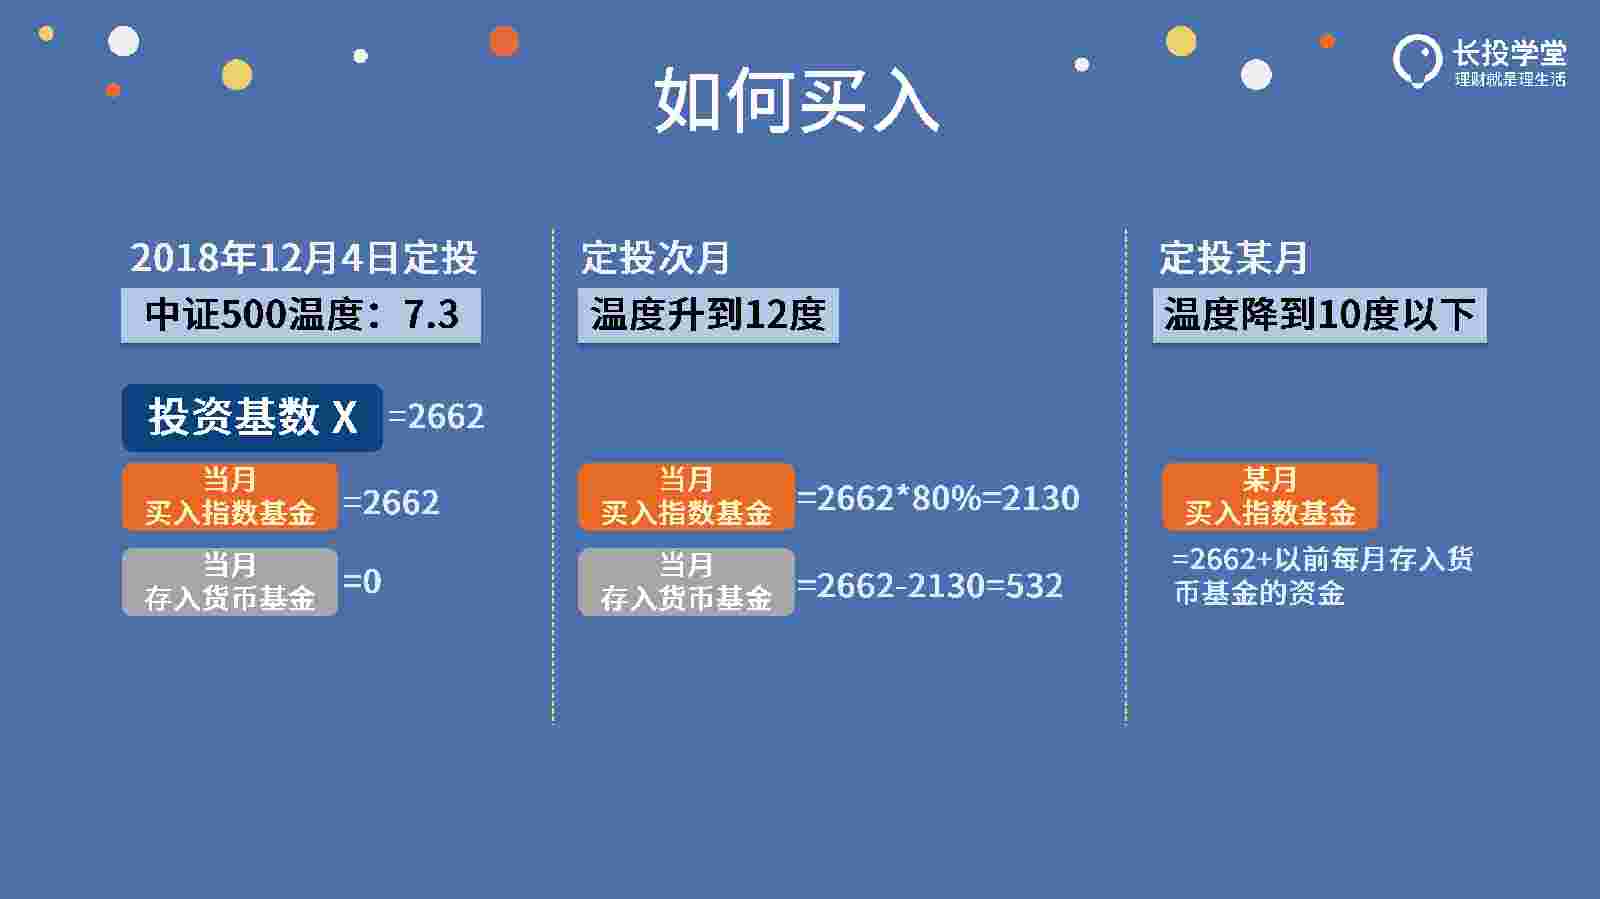 长投学堂
理财就是理生活
如何买入
2018年12月4日定投
中证500温度：7.3
投资基数 X =2662
当月
买入指数基金 =2662
当月
存入货币基金 =0
定投次月
温度升到12度
当月
买入指数基金 =2662*80%=2130
当月
存入货币基金 =2662-2130=532
定投某月
温度降到10度以下
某月
买入指数基金
=2662+以前每月存入货
币基金的资金